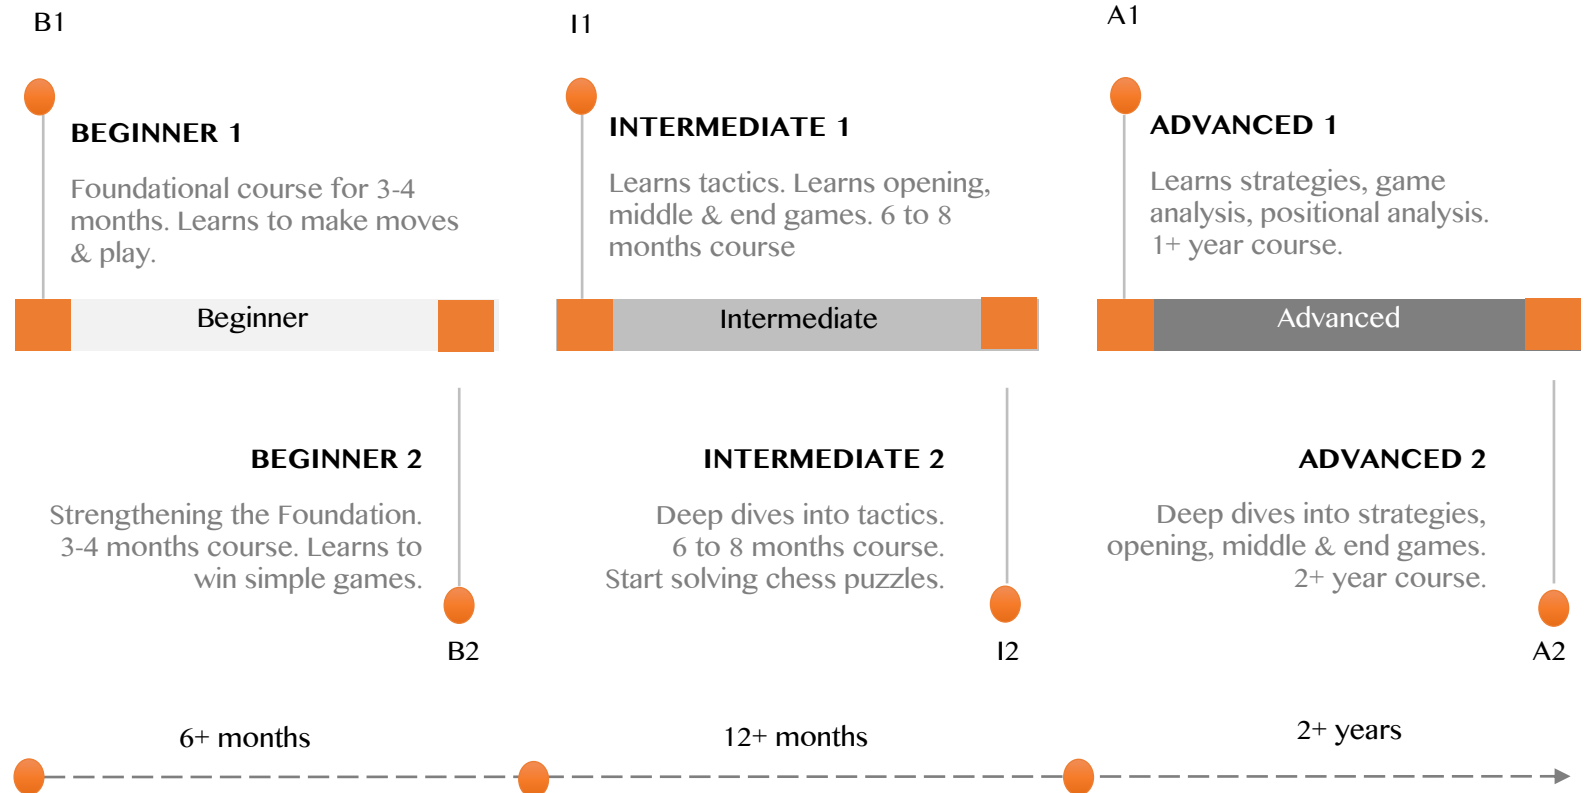 B1
I1
A1
BEGINNER 1
Foundational course for 3-4
months. Learns to make moves
& play.
INTERMEDIATE 1
Learns tactics. Learns opening,
middle & end games. 6 to 8
months course
ADVANCED 1
Learns strategies, game
analysis, positional analysis.
1+ year course.
Beginner
Intermediate
Advanced
BEGINNER 2
Strengthening the Foundation.
3-4 months course. Learns to
win simple games.
INTERMEDIATE 2
Deep dives into tactics.
6 to 8 months course.
Start solving chess puzzles.
ADVANCED 2
Deep dives into strategies,
opening, middle & end games.
2+ year course.
B2
I2
A2
6+ months
12+ months
2+ years